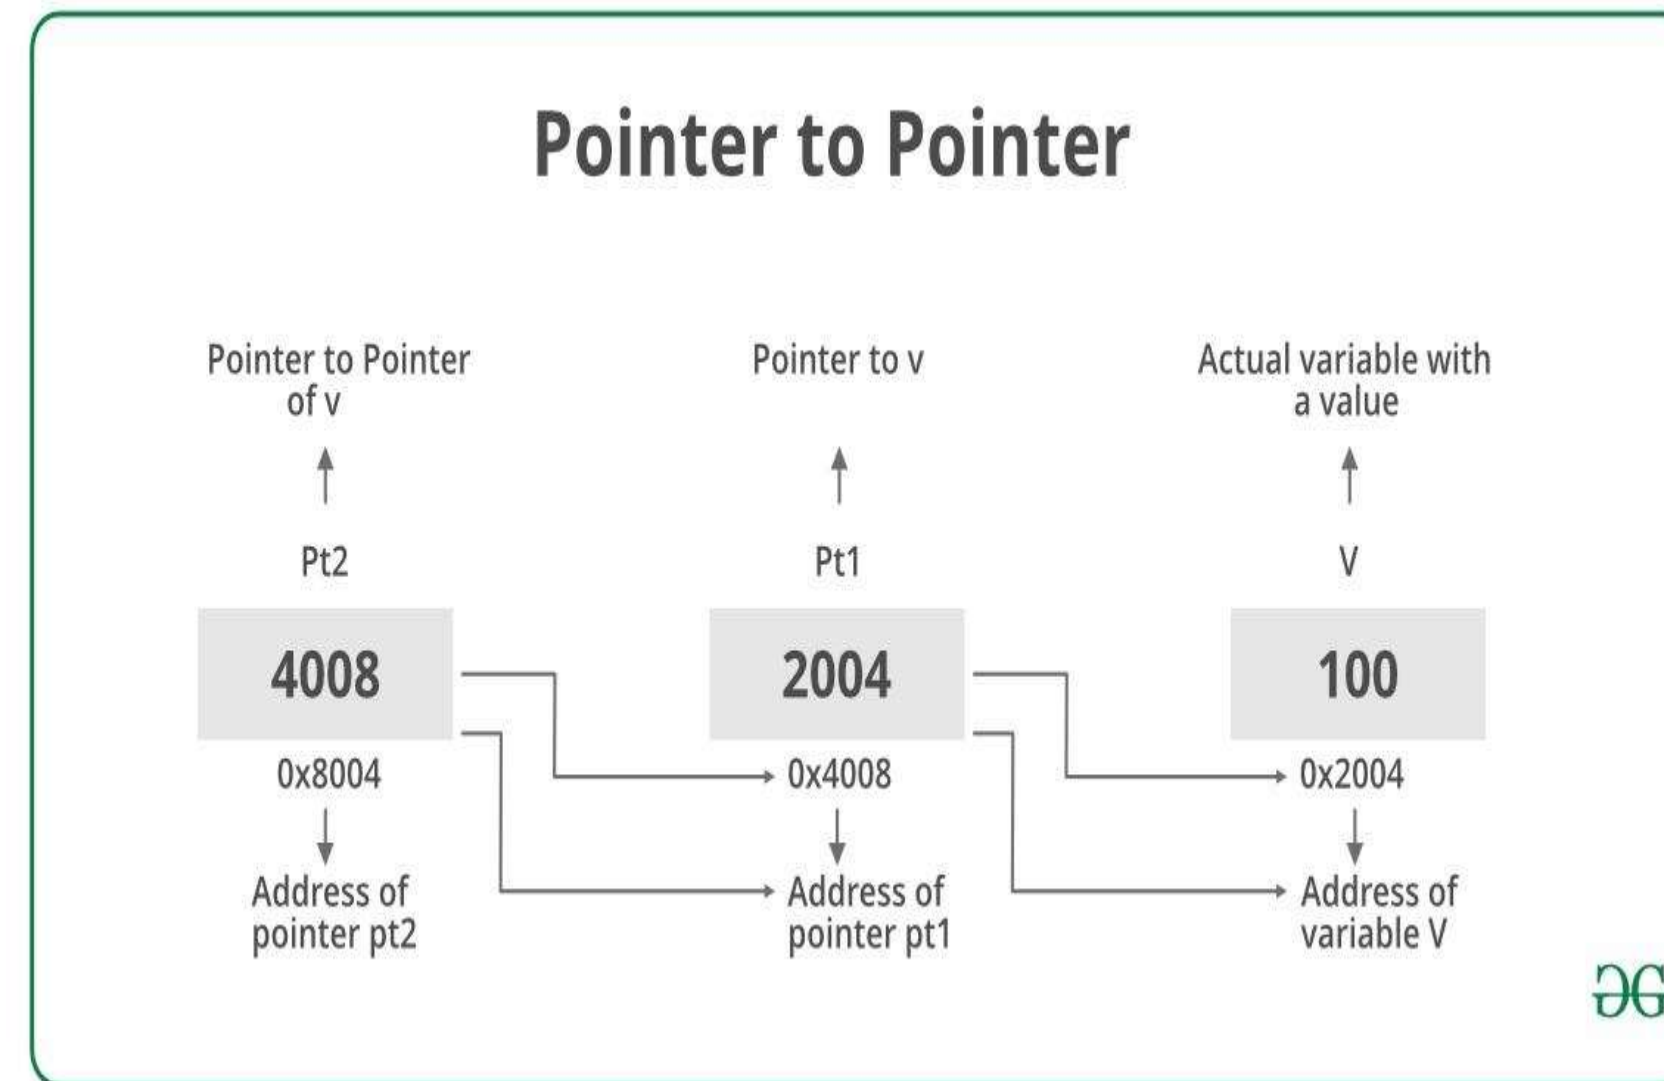 Pointer to Pointer
Pointer to Pointer
of v
Pointer to v
Actual variable with
a value
Pt2
Pt1
V
4008
2004
100
0x8004
0x4008
0x2004
Address of
pointer pt2
Address of
pointer pt1
Address of
variable V